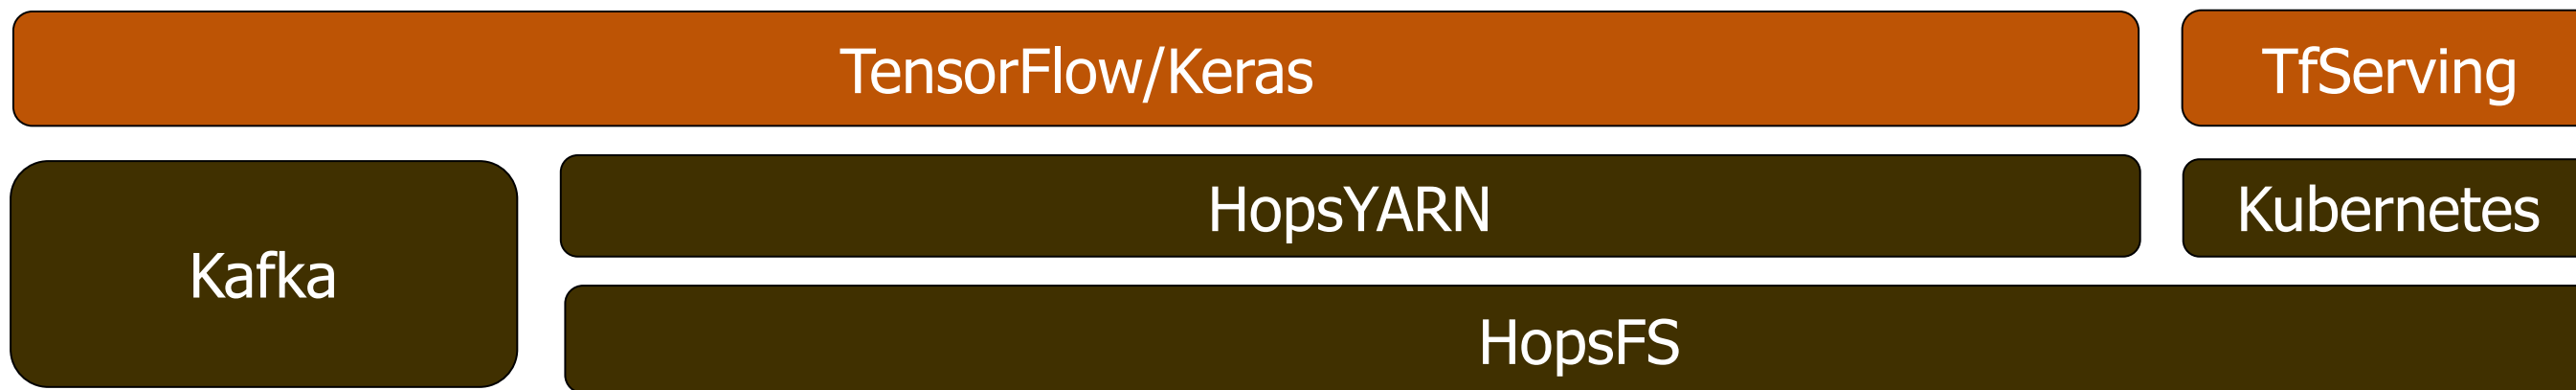 TensorFlow/Keras
TfServing
HopsYARN
Kubernetes
Kafka
HopsFS